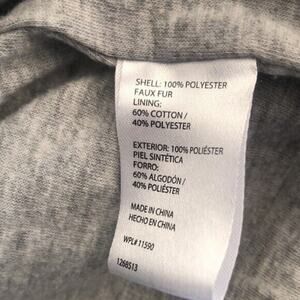 SHELL: 100% POLYESTER
FAUX FUR
LINING:
60% COTTON /
40% POLYESTER
EXTERIOR: 100% POLIÉSTER
PIEL SINTÉTICA
FORRO:
60% ALGODÓN /
40% POLIÉSTER
MADE IN CHINA
HECHO EN CHINA
WPL# 11590
1268513